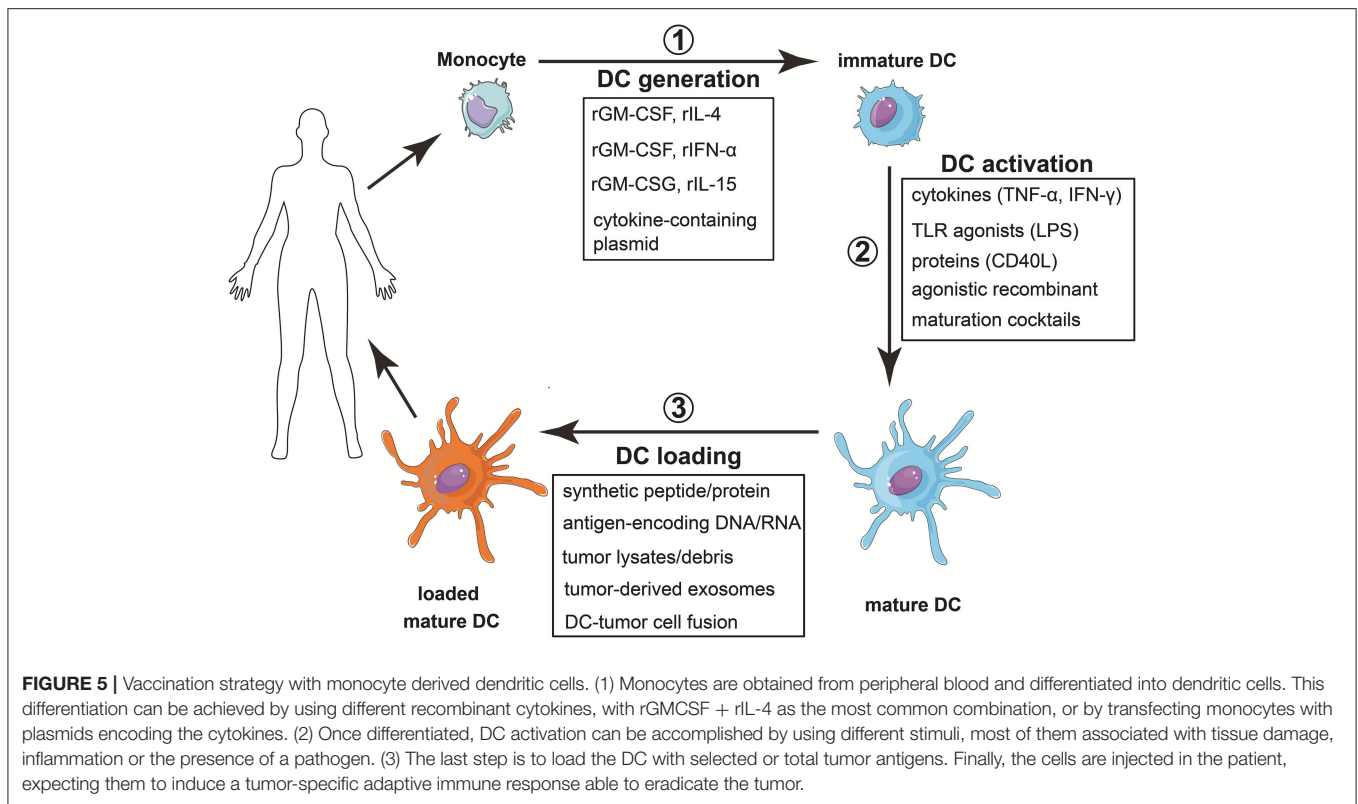 ①
Monocyte
immature DC
DC generation
rGM-CSF, rIL-4
rGM-CSF, rIFN-α
rGM-CSG, rIL-15
cytokine-containing
plasmid
DC activation
cytokines (TNF-α, IFN-γ)
TLR agonists (LPS)
proteins (CD40L)
agonistic recombinant
maturation cocktails
②
③
DC loading
synthetic peptide/protein
antigen-encoding DNA/RNA
tumor lysates/debris
tumor-derived exosomes
DC-tumor cell fusion
loaded
mature DC
mature DC
FIGURE 5 | Vaccination strategy with monocyte derived dendritic cells. (1) Monocytes are obtained from peripheral blood and differentiated into dendritic cells. This
differentiation can be achieved by using different recombinant cytokines, with rGMCSF + rIL-4 as the most common combination, or by transfecting monocytes with
plasmids encoding the cytokines. (2) Once differentiated, DC activation can be accomplished by using different stimuli, most of them associated with tissue damage,
inflammation or the presence of a pathogen. (3) The last step is to load the DC with selected or total tumor antigens. Finally, the cells are injected in the patient,
expecting them to induce a tumor-specific adaptive immune response able to eradicate the tumor.